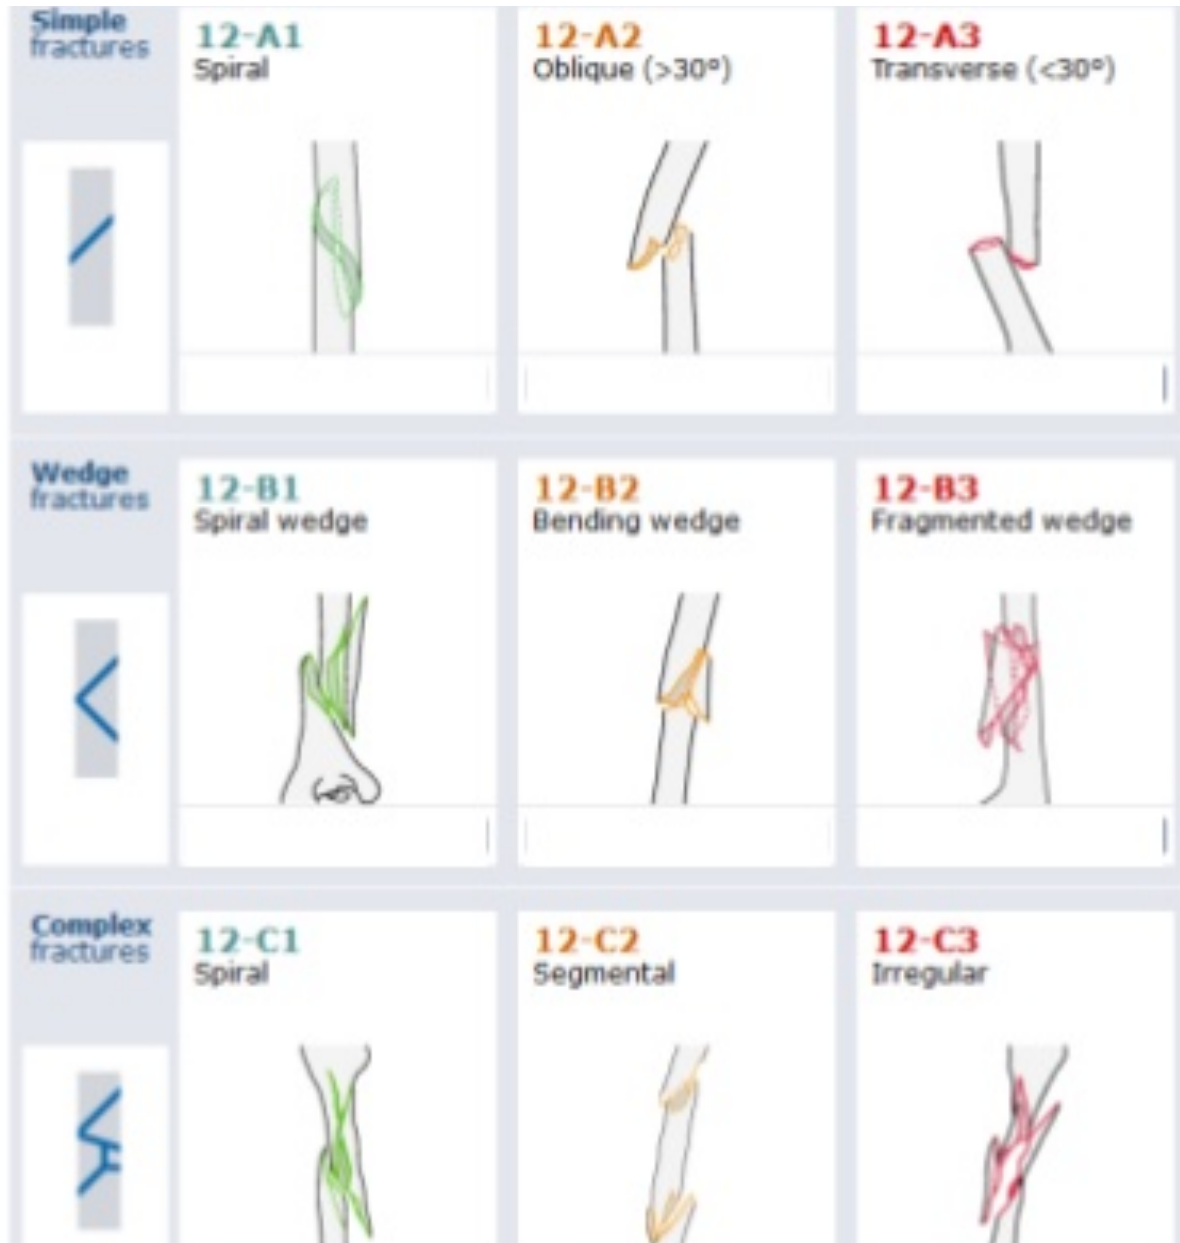 Simple
fractures
12-A1
Spiral
12-A2
Oblique (>30°)
12-A3
Transverse (<30°)
Wedge
fractures
12-B1
Spiral wedge
12-B2
Bending wedge
12-B3
Fragmented wedge
Complex
fractures
12-C1
Spiral
12-C2
Segmental
12-C3
Irregular